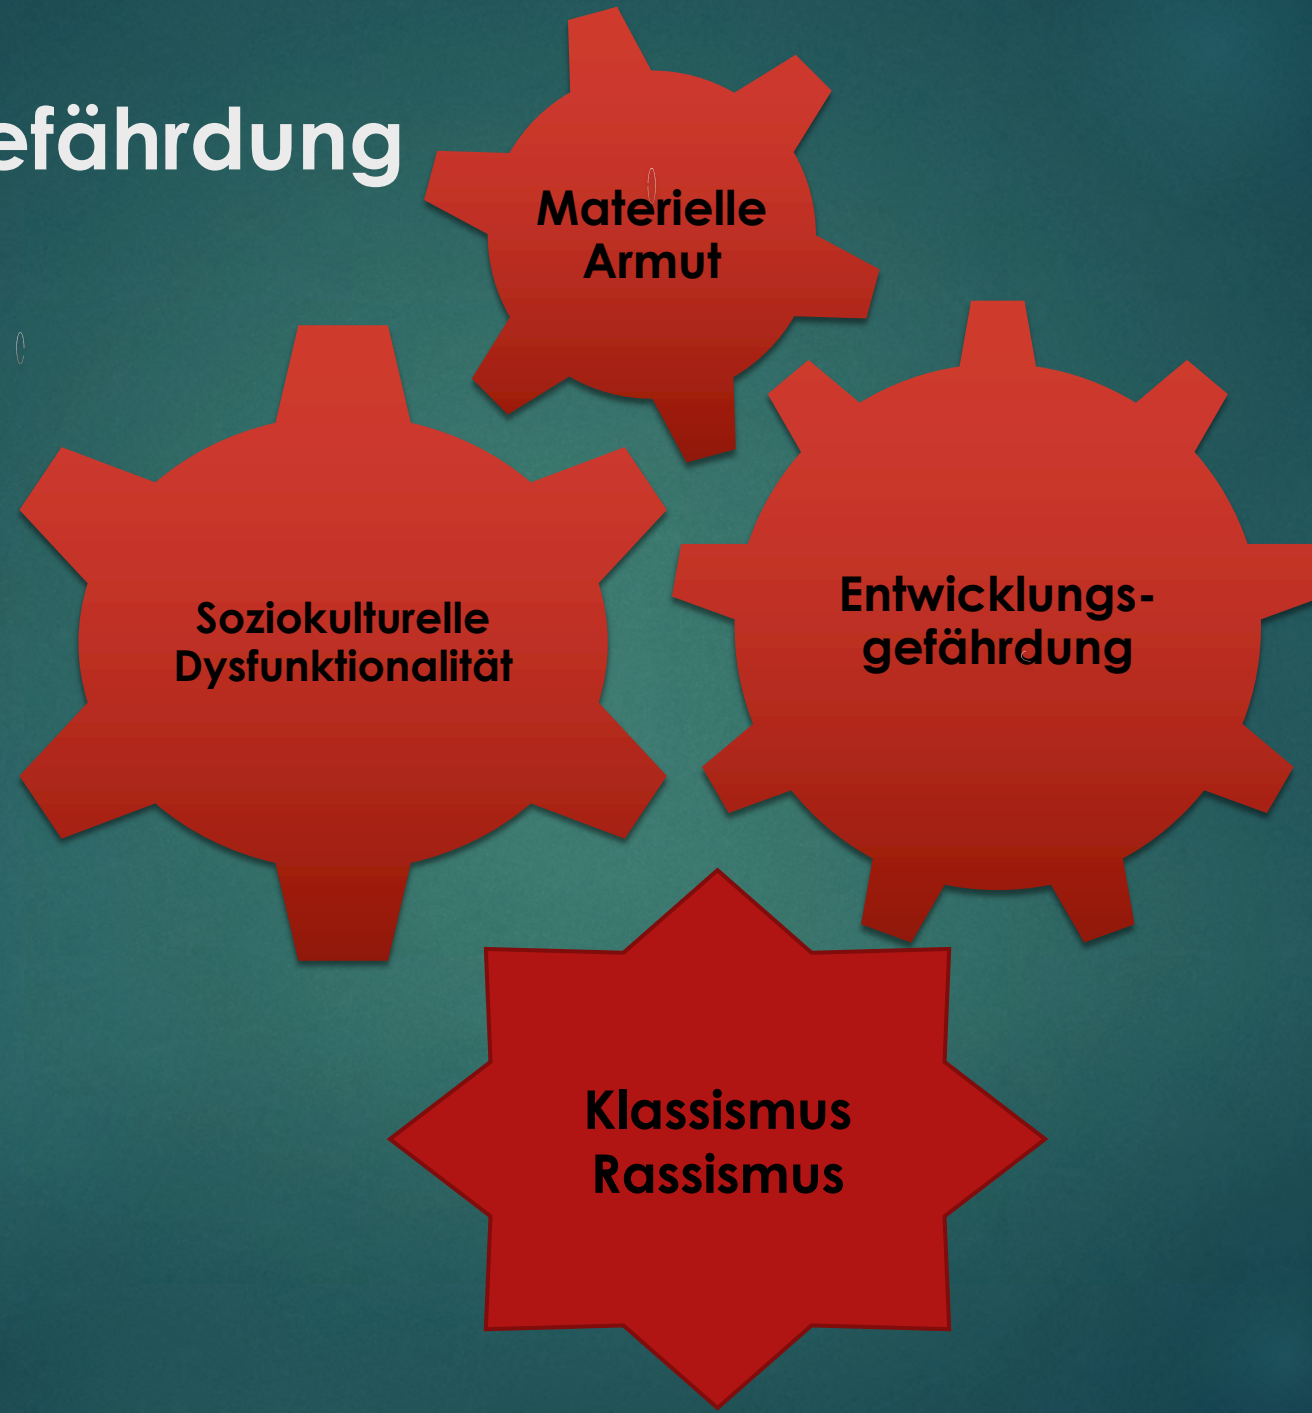 efährdung
Materielle
Armut
Soziokulturelle
Dysfunktionalität
Entwicklungs-
gefährdung
Klassismus
Rassismus